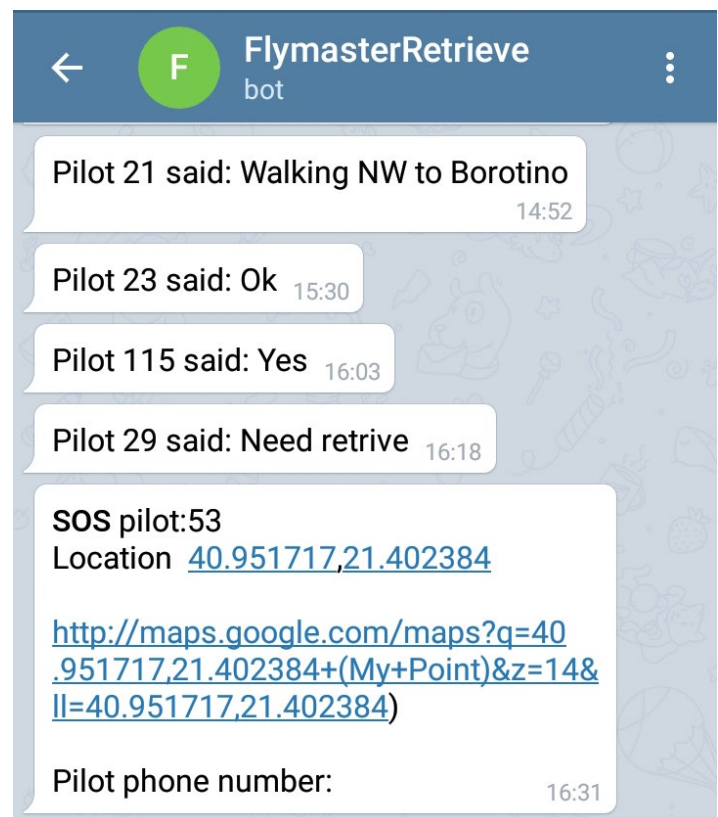 F
FlymasterRetrieve
bot
Pilot 21 said: Walking NW to Borotino
14:52
Pilot 23 said: Ok 15:30
Pilot 115 said: Yes 16:03
Pilot 29 said: Need retrive 16:18
SOS pilot:53
Location 40.951717,21.402384
http://maps.google.com/maps?q=40
.951717,21.402384+(My+Point)&z=14&
ll=40.951717,21.402384)
Pilot phone number:
16:31